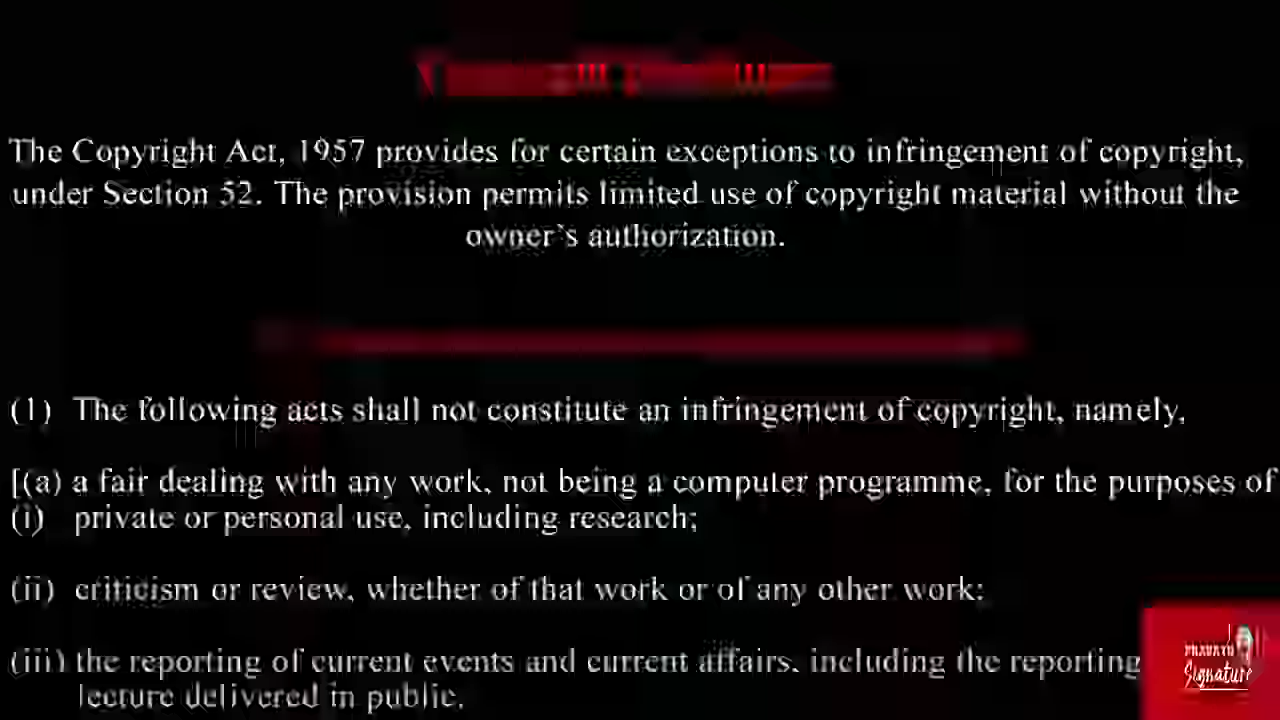 The Copyright Act, 1957 provides for certain exceptions to infringement of copyright,
under Section 52. The provision permits limited use of copyright material without the
owner's authorization.
(1) The following acts shall not constitute an infringement of copyright, namely,
[(a) a fair dealing with any work, not being a computer programme, for the purposes of
(i) private or personal use, including research;
(ii) criticism or review, whether of that work or of any other work;
(iii) the reporting of current events and current affairs, including the reporting
lecture delivered in public.
Signature